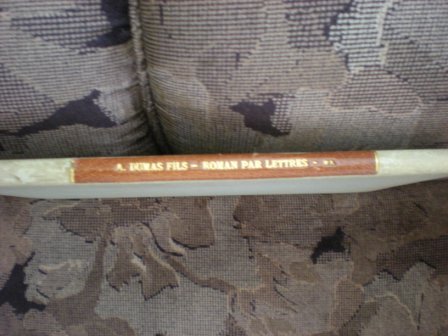 A. DUMAS FILS — ROMAN PAR LETTRES